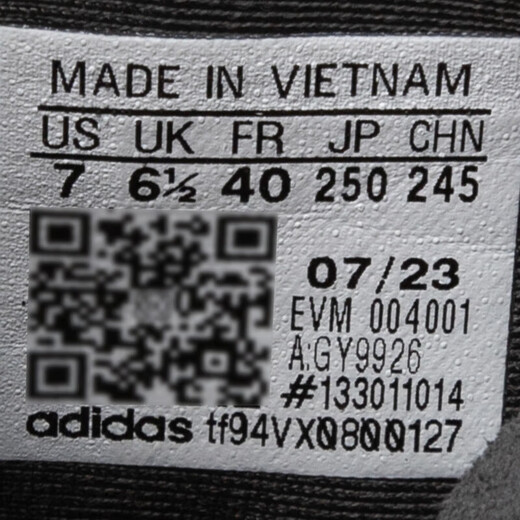 MADE IN VIETNAM
US UK FR JP CHN
7 6½ 40 250 245
07/23
EVM 004001
A:GY9926
#133011014
adidas tf94VX0800127